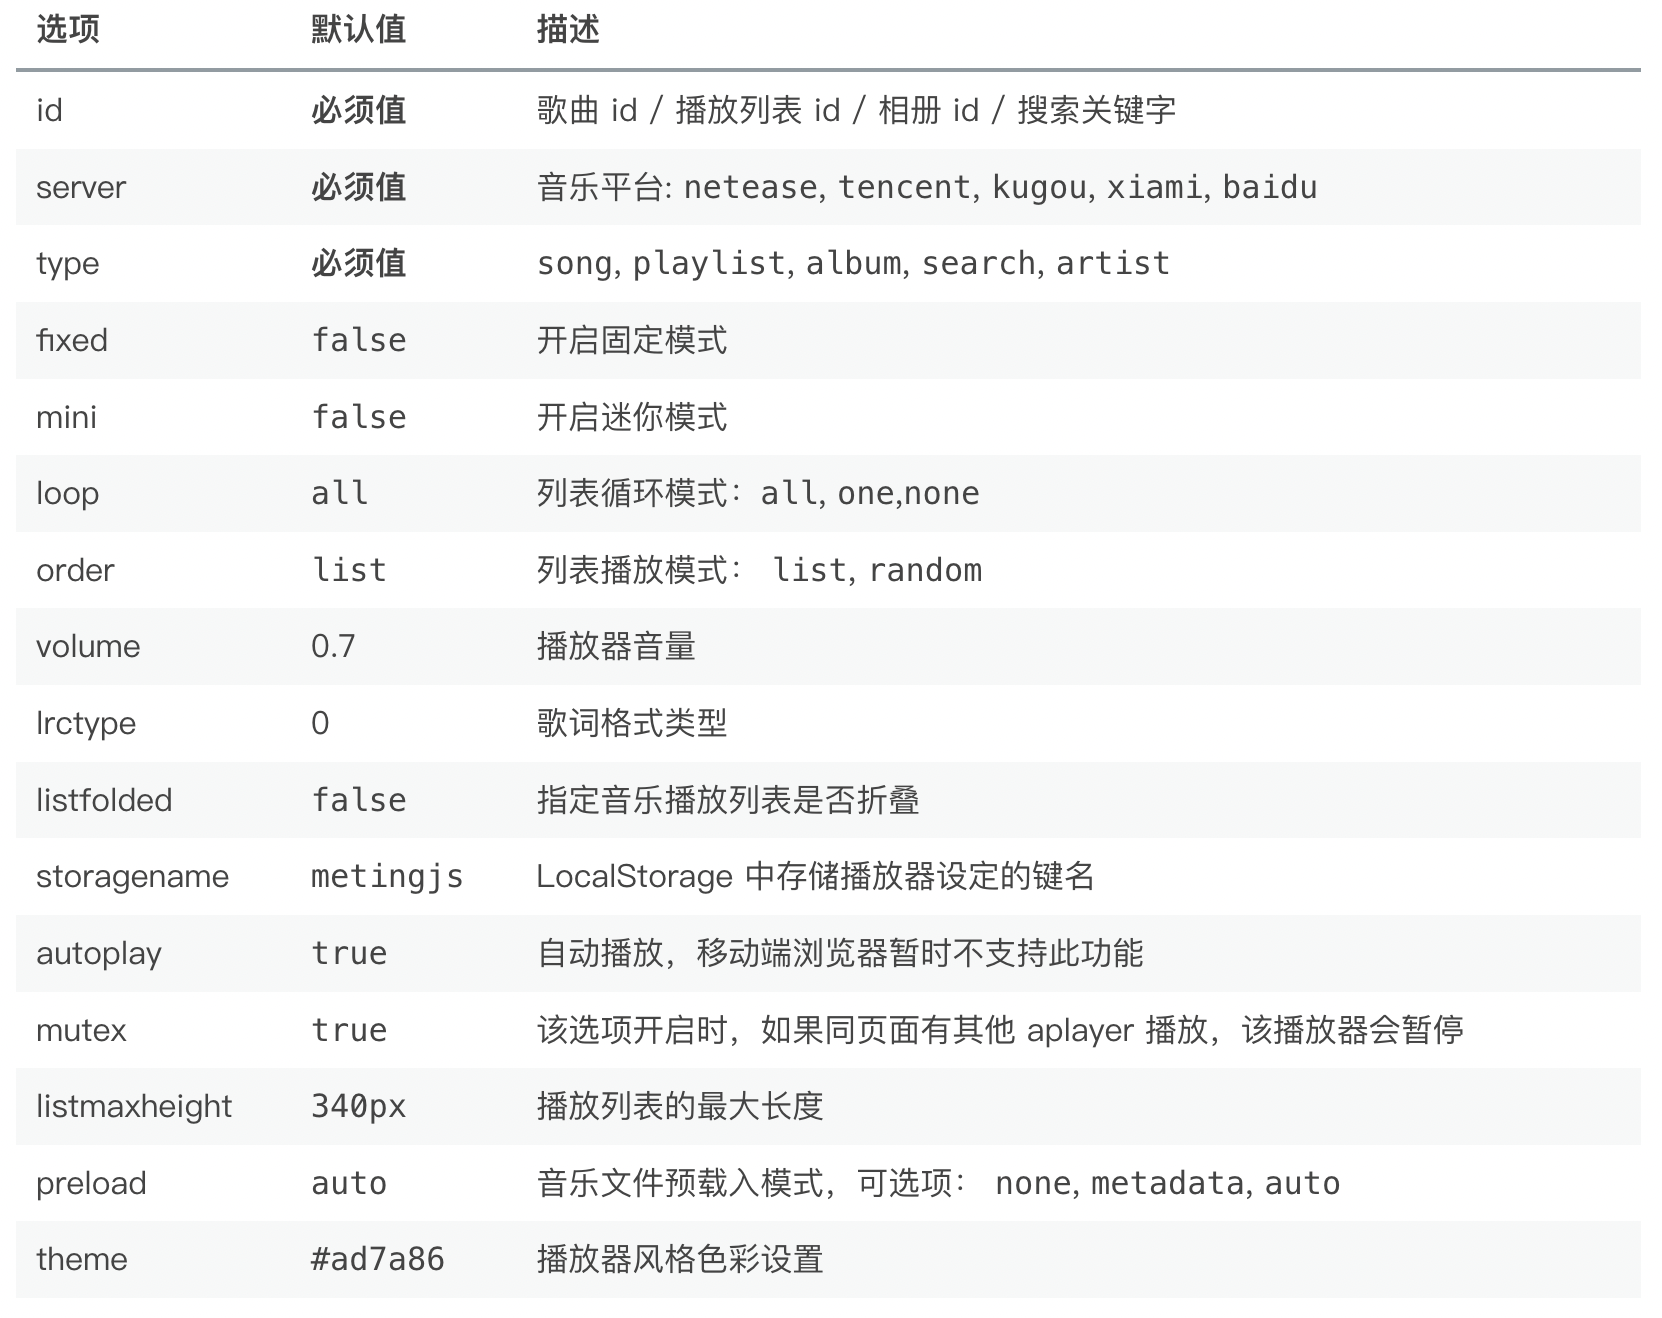 选项 默认值 描述
id 必须值 歌曲 id / 播放列表 id / 相册 id / 搜索关键字
server 必须值 音乐平台: netease, tencent, kugou, xiami, baidu
type 必须值 song, playlist, album, search, artist
fixed false 开启固定模式
mini false 开启迷你模式
loop all 列表循环模式：all, one,none
order list 列表播放模式： list, random
volume 0.7 播放器音量
lrctype 0 歌词格式类型
listfolded false 指定音乐播放列表是否折叠
storagename metingjs LocalStorage 中存储播放器设定的键名
autoplay true 自动播放，移动端浏览器暂时不支持此功能
mutex true 该选项开启时，如果同页面有其他 aplayer 播放，该播放器会暂停
listmaxheight 340px 播放列表的最大长度
preload auto 音乐文件预载入模式，可选项： none, metadata, auto
theme #ad7a86 播放器风格色彩设置